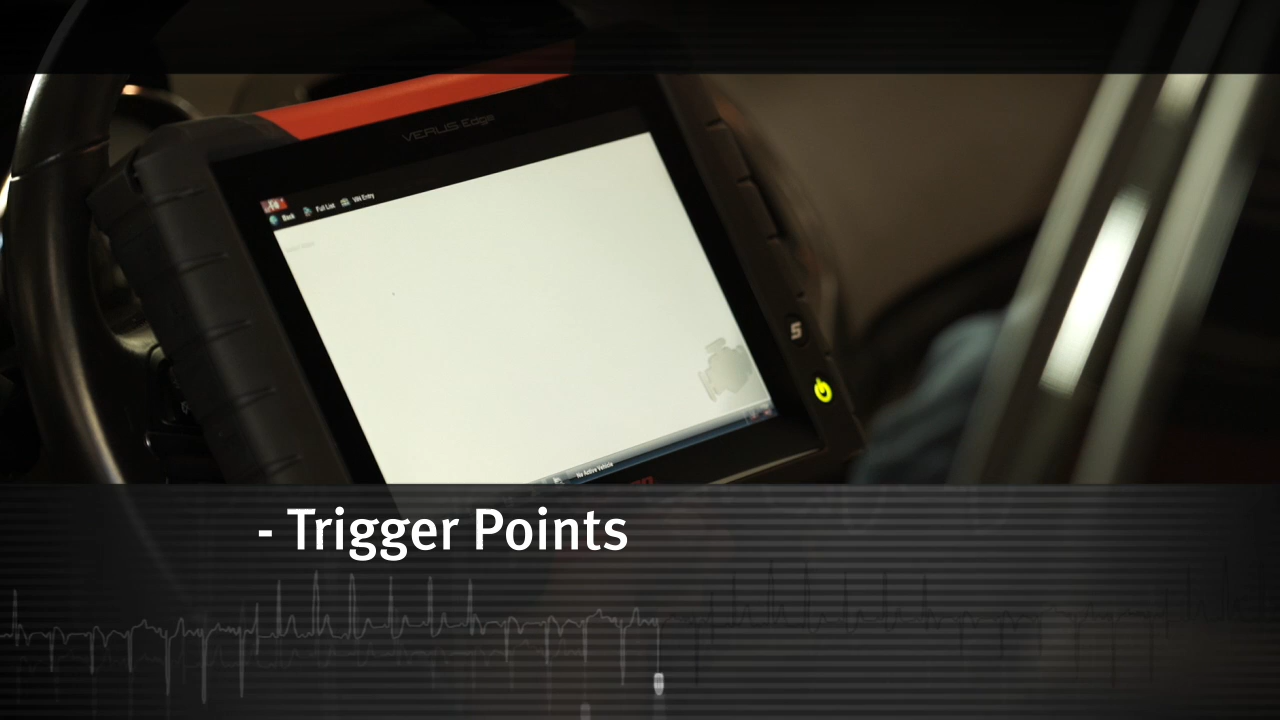 VERUS Edge
Back Full List VIN Entry
S
No Active Vehicle
- Trigger Points